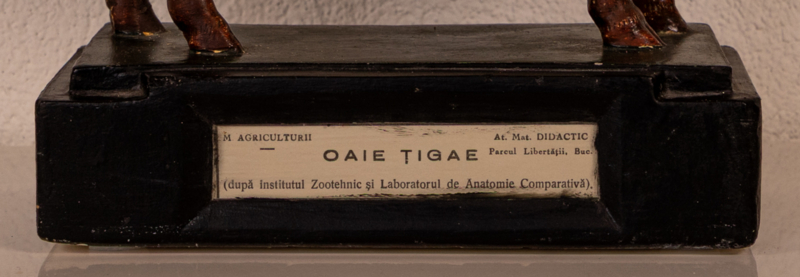 M AGRICULTURII
At. Mat. DIDACTIC
Parcul Libertății, Buc.
OAIE ȚIGAE
(după Institutul Zootehnic și Laboratorul de Anatomie Comparativă).